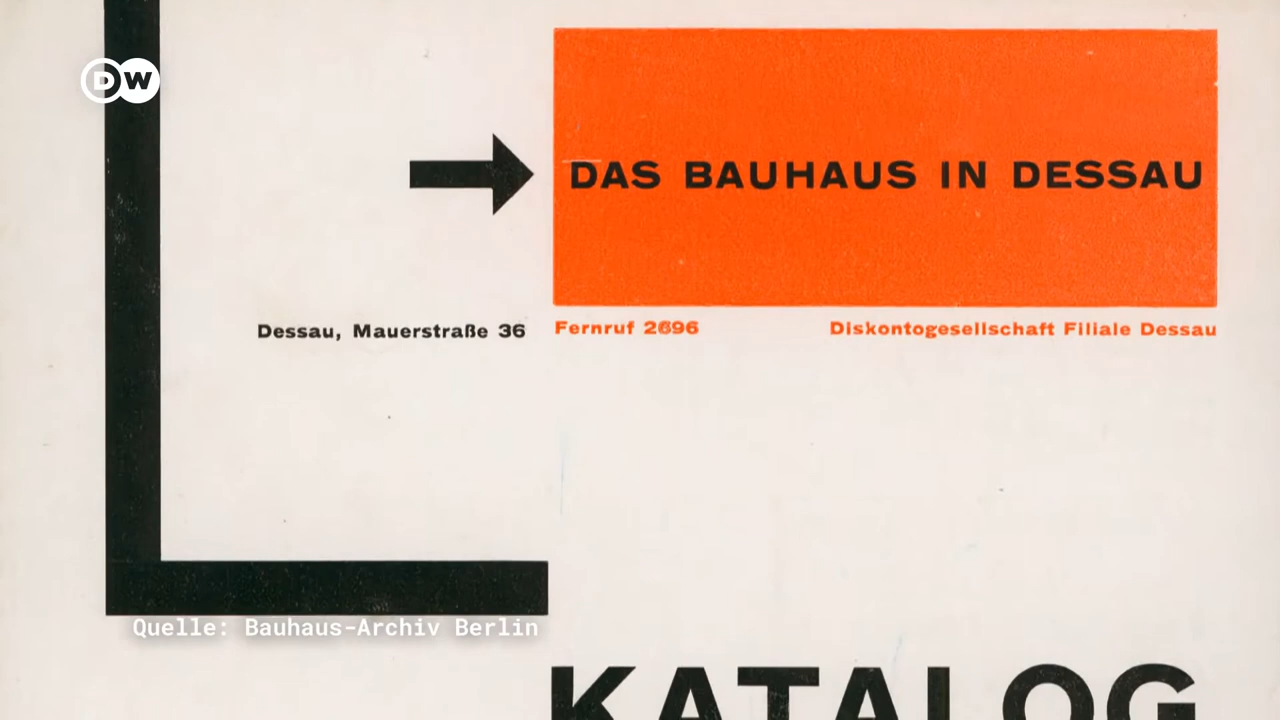 DW
DAS BAUHAUS IN DESSAU
Dessau, Mauerstraße 36
Fernruf 2696
Diskontogesellschaft Filiale Dessau
Quelle: Bauhaus-Archiv Berlin
KATALOG